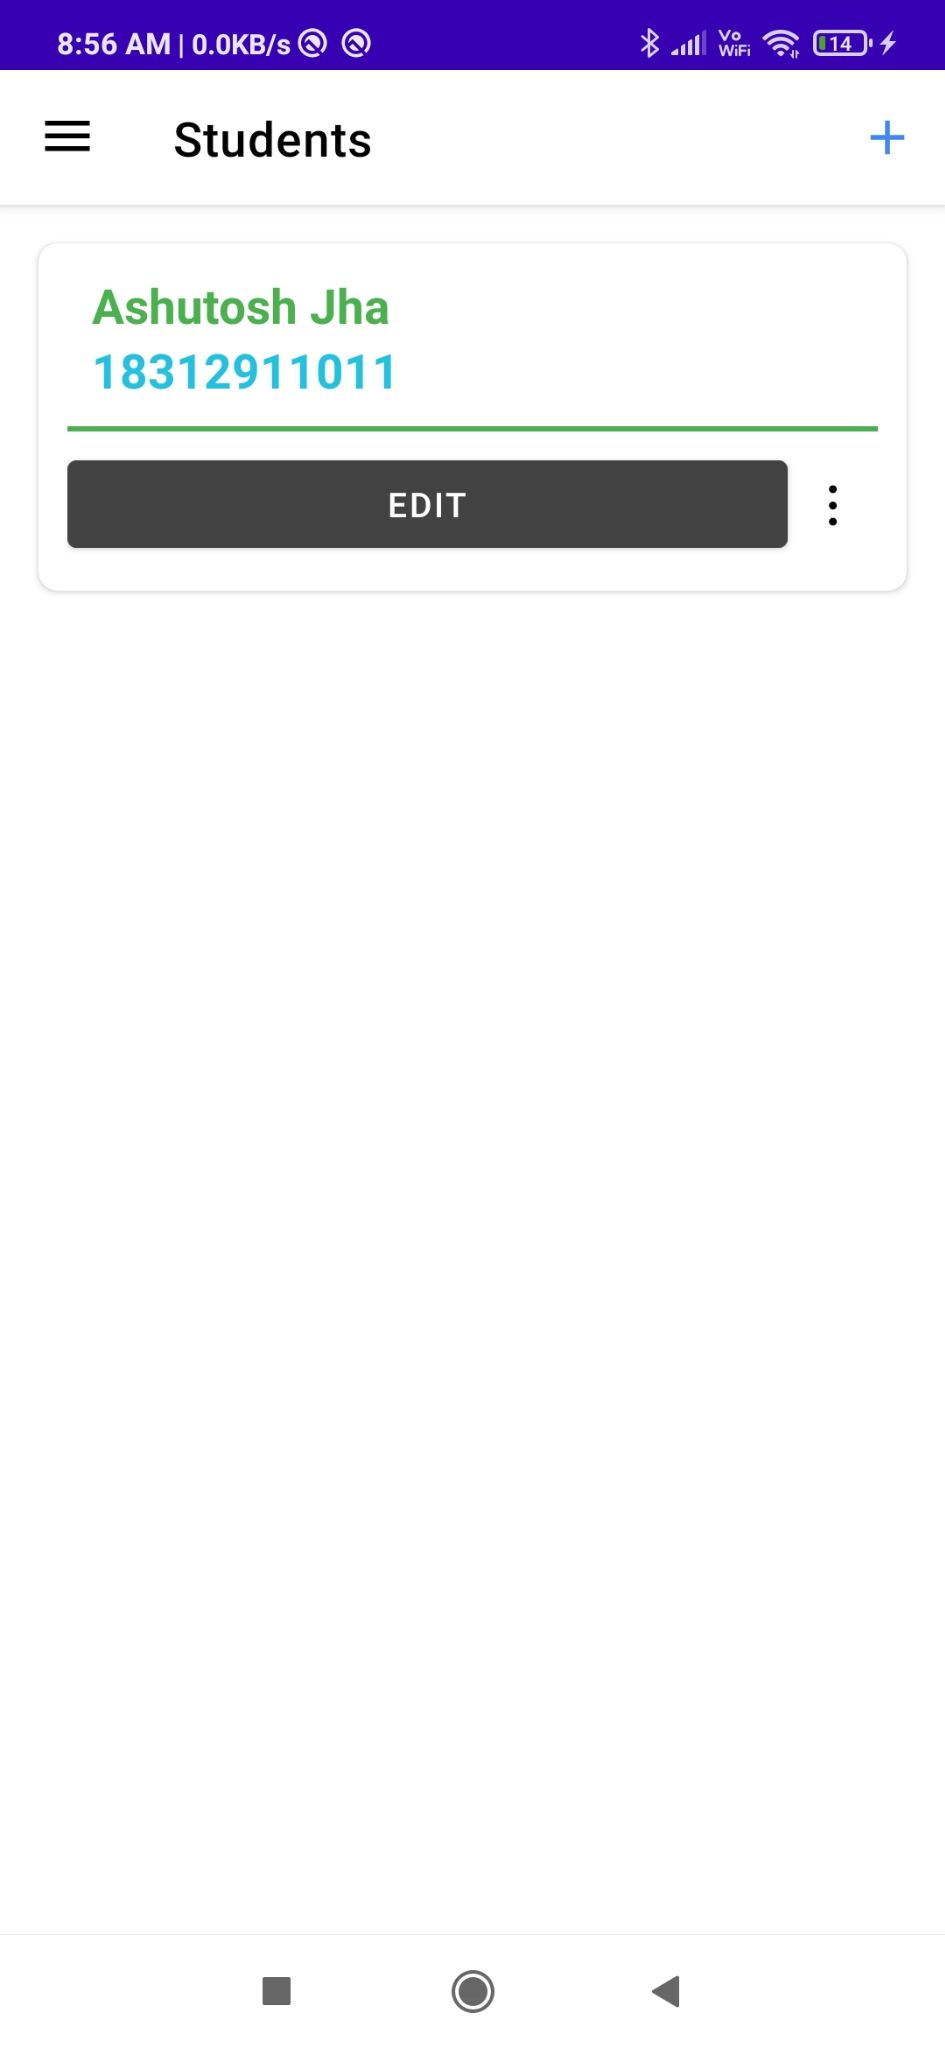 8:56 AM | 0.0KB/s Vo WiFi 14
Students
Ashutosh Jha
18312911011
EDIT